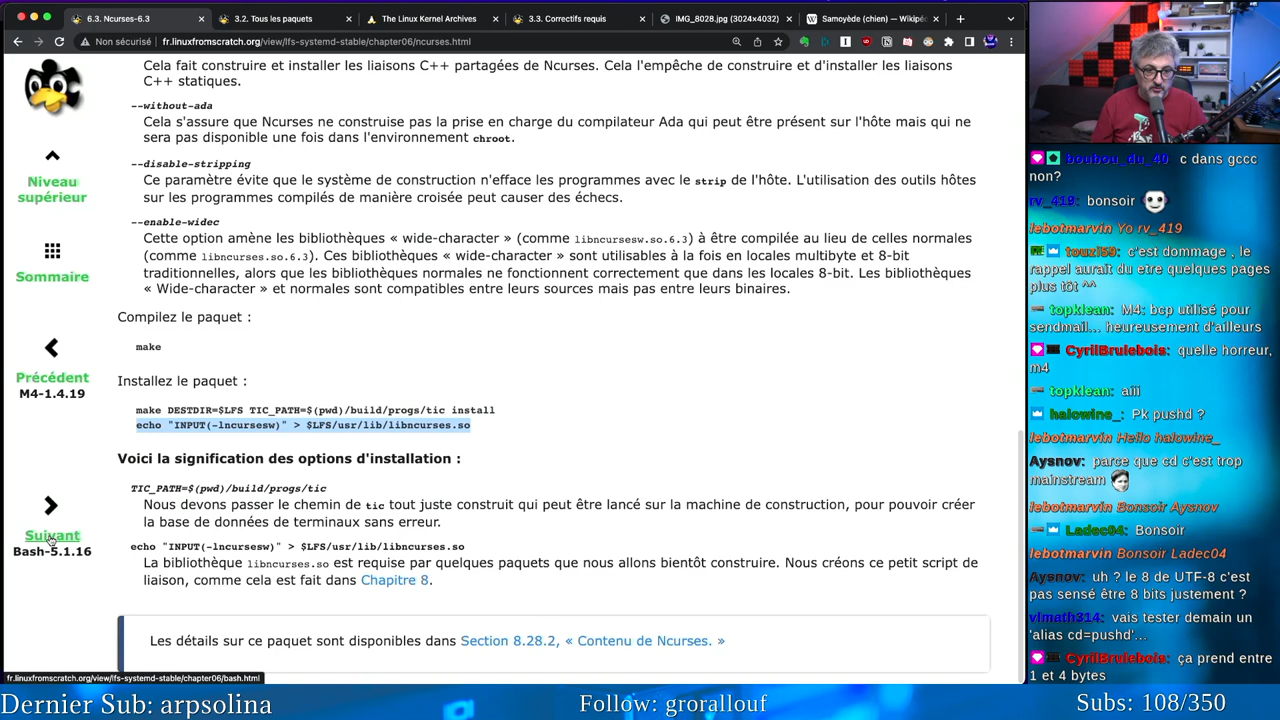 6.3. Ncurses-6.3
3.2. Tous les paquets
The Linux Kernel Archives
3.3. Correctifs requis
IMG_8028.jpg (3024×4032)
Samoyède (chien) — Wikipé
Non sécurisé
fr.linuxfromscratch.org/view/lfs-systemd-stable/chapter06/ncurses.html
Niveau
supérieur
Sommaire
Précédent
M4-1.4.19
Suivant
Bash-5.1.16
Cela fait construire et installer les liaisons C++ partagées de Ncurses. Cela l'empêche de construire et d'installer les liaisons
C++ statiques.
--without-ada
Cela s'assure que Ncurses ne construise pas la prise en charge du compilateur Ada qui peut être présent sur l'hôte mais qui ne
sera pas disponible une fois dans l'environnement chroot.
--disable-stripping
Ce paramètre évite que le système de construction n'efface les programmes avec le strip de l'hôte. L'utilisation des outils hôtes
sur les programmes compilés de manière croisée peut causer des échecs.
--enable-widec
Cette option amène les bibliothèques « wide-character » (comme libncursesw.so.6.3) à être compilée au lieu de celles normales
(comme libncurses.so.6.3). Ces bibliothèques « wide-character » sont utilisables à la fois en locales multibyte et 8-bit
traditionnelles, alors que les bibliothèques normales ne fonctionnent correctement que dans les locales 8-bit. Les bibliothèques
« Wide-character » et normales sont compatibles entre leurs sources mais pas entre leurs binaires.
Compilez le paquet :
make
Installez le paquet :
make DESTDIR=$LFS TIC_PATH=$(pwd)/build/progs/tic install
echo "INPUT(-lncursesw)" > $LFS/usr/lib/libncurses.so
Voici la signification des options d'installation :
TIC_PATH=$(pwd)/build/progs/tic
Nous devons passer le chemin de tic tout juste construit qui peut être lancé sur la machine de construction, pour pouvoir créer
la base de données de terminaux sans erreur.
echo "INPUT(-lncursesw)" > $LFS/usr/lib/libncurses.so
La bibliothèque libncurses.so est requise par quelques paquets que nous allons bientôt construire. Nous créons ce petit script de
liaison, comme cela est fait dans Chapitre 8.
Les détails sur ce paquet sont disponibles dans Section 8.28.2, « Contenu de Ncurses. »
fr.linuxfromscratch.org/view/lfs-systemd-stable/chapter06/bash.html
boubou_du_40 c dans gccc
non?
rv_419: bonsoir
lebotmarvin Yo rv_419
touzi59: c'est dommage , le
rappel aurait du etre quelques pages
plus tôt ^^
topklean: M4: bcp utilisé pour
sendmail... heureusement d'ailleurs
CyrilBrulebois: quelle horreur,
m4
topklean: aïïï
halowine_: Pk pushd ?
lebotmarvin Hello halowine_
Aysnov: parce que cd c'est trop
mainstream
lebotmarvin Bonsoir Aysnov
Ladec04: Bonsoir
lebotmarvin Bonsoir Ladec04
Aysnov: uh ? le 8 de UTF-8 c'est
pas sensé être 8 bits justement ?
vlmath314: vais tester demain un
'alias cd=pushd'...
CyrilBrulebois: ça prend entre
1 et 4 bytes
Dernier Sub: arpsolina
Follow: grorallouf
Subs: 108/350